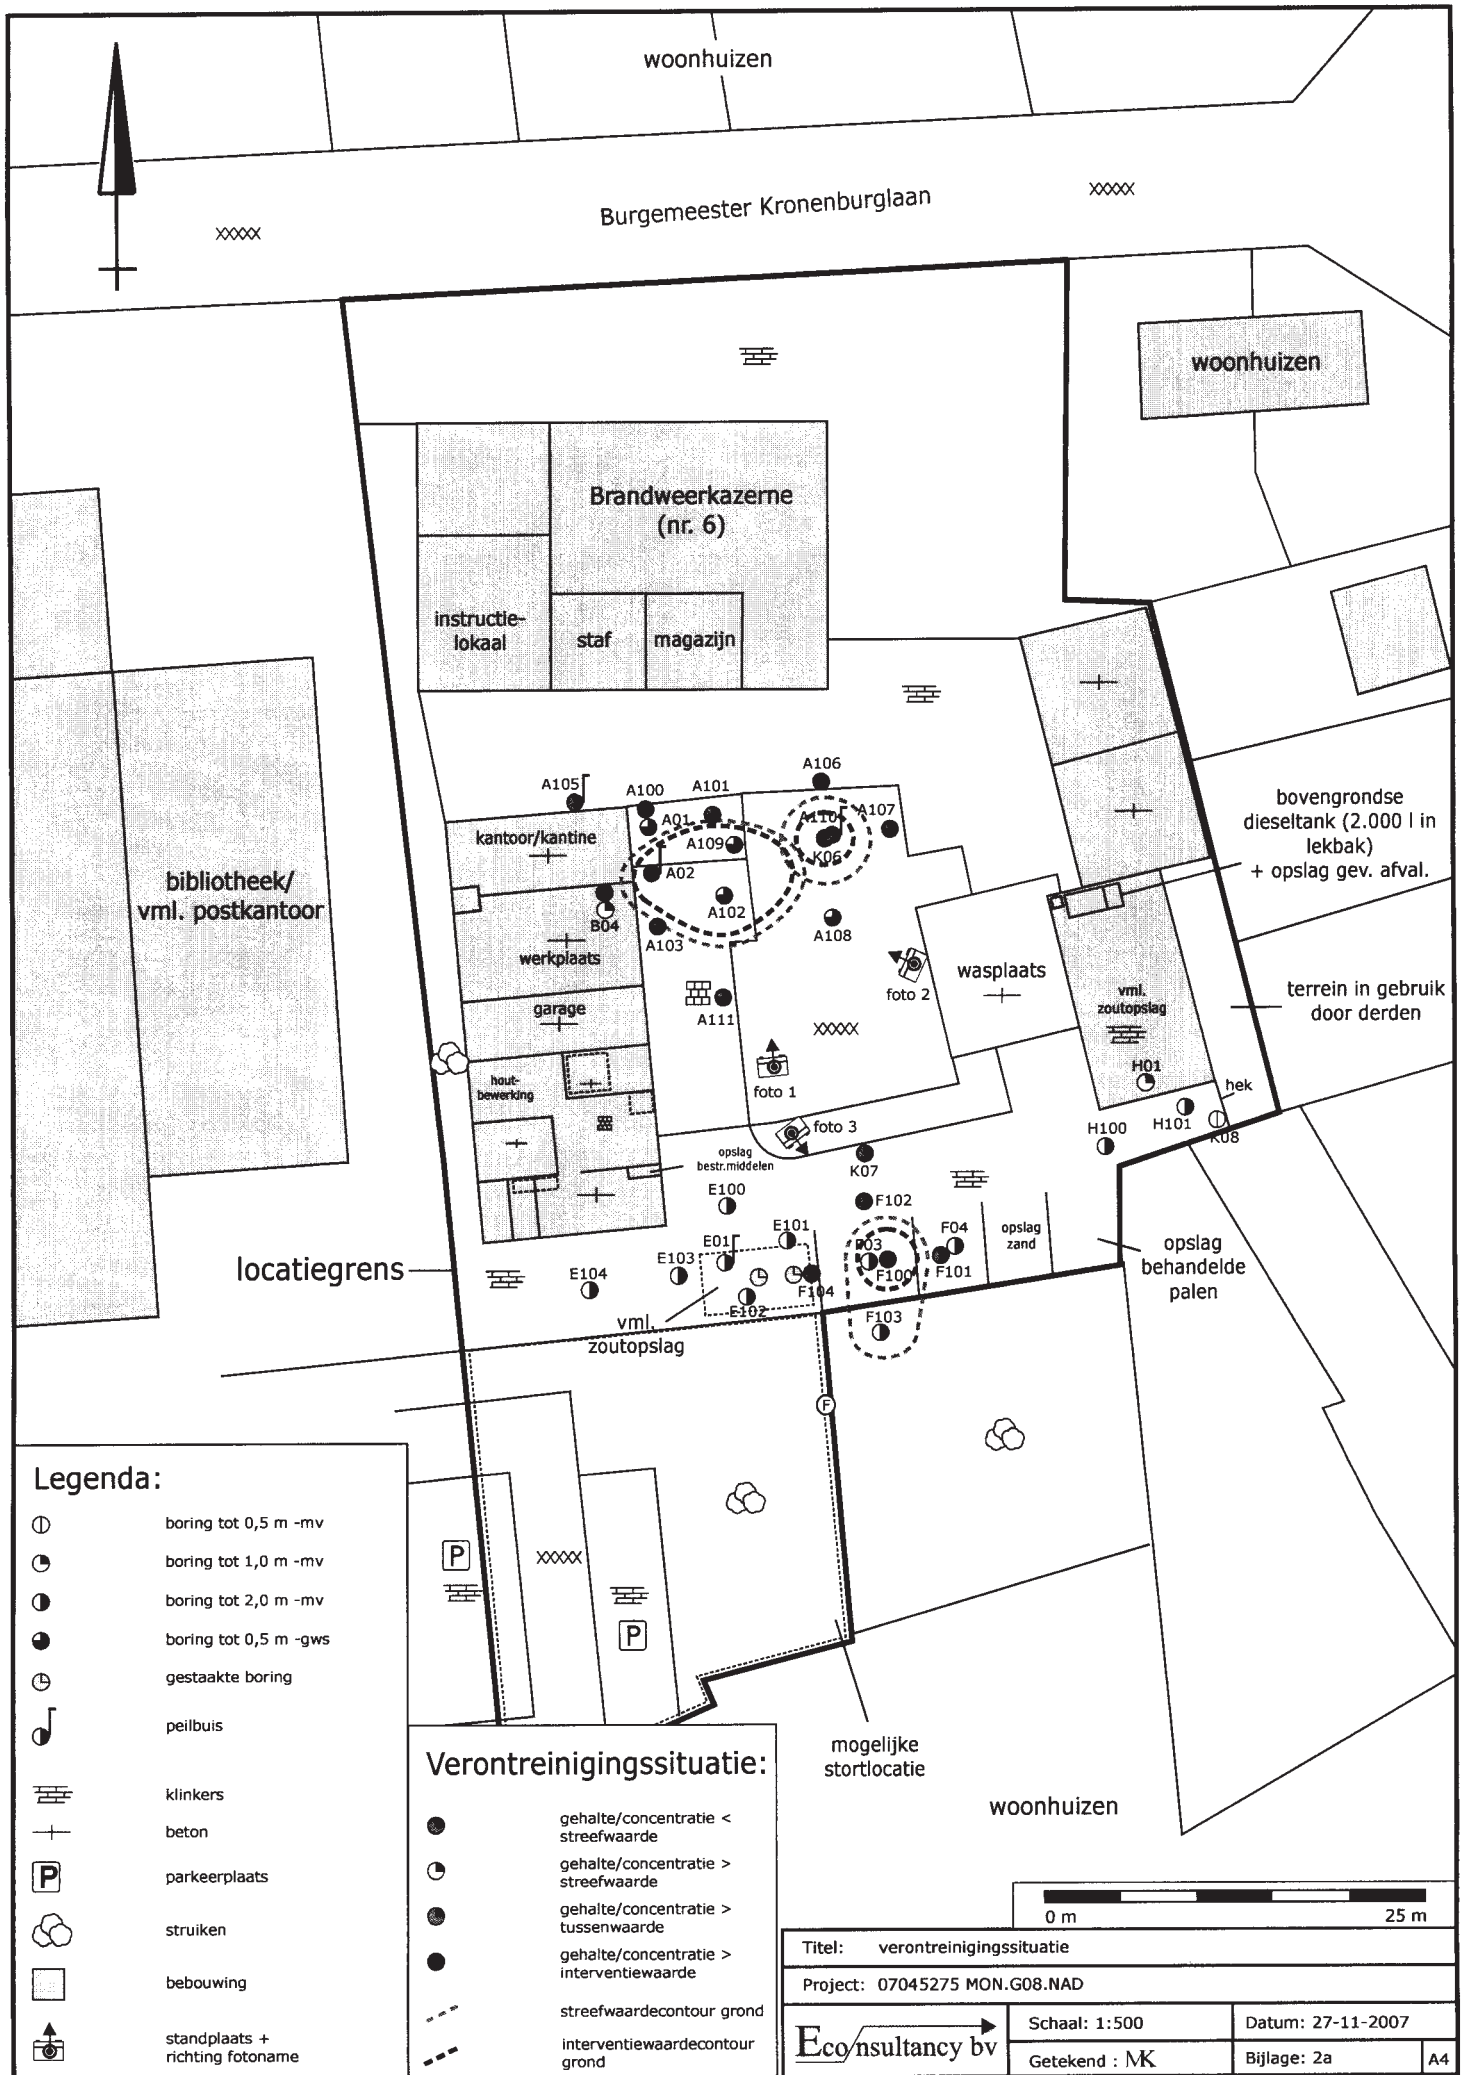 woonhuizen
Burgemeester Kronenburglaan
xxxxx
xxxxx
woonhuizen
Brandweerkazerne
(nr. 6)
instructie-
lokaal
staf
magazijn
A106
A105
A100
A101
A110
A107
A01
kantoor/kantine
A109
K06
A02
bovengrondse
dieseltank (2.000 l in
lekbak)
+ opslag gev. afval.
bibliotheek/
vml. postkantoor
B04
A102
A103
A108
werkplaats
foto 2
wasplaats
vml.
zoutopslag
terrein in gebruik
door derden
garage
A111
xxxxx
hout-
bewerking
foto 1
H01
hek
foto 3
H101
H100
K08
opslag
bestr.middelen
K07
E100
F102
E101
F04
opslag
zand
E01
F03
opslag
behandelde
palen
locatiegrens
E103
F100
F101
E104
E102
F104
vml.
zoutopslag
F103
F
Legenda:
boring tot 0,5 m -mv
boring tot 1,0 m -mv
boring tot 2,0 m -mv
boring tot 0,5 m -gws
gestaakte boring
peilbuis
klinkers
beton
P parkeerplaats
struiken
bebouwing
standplaats +
richting fotoname
P
xxxxx
P
mogelijke
stortlocatie
woonhuizen
Verontreinigingssituatie:
gehalte/concentratie <
streefwaarde
gehalte/concentratie >
streefwaarde
gehalte/concentratie >
tussenwaarde
gehalte/concentratie >
interventiewaarde
streefwaardecontour grond
interventiewaardecontour
grond
0 m 25 m
Titel: verontreinigingssituatie
Project: 07045275 MON.G08.NAD
Econsultancy bv
Schaal: 1:500
Datum: 27-11-2007
Getekend : MK
Bijlage: 2a
A4